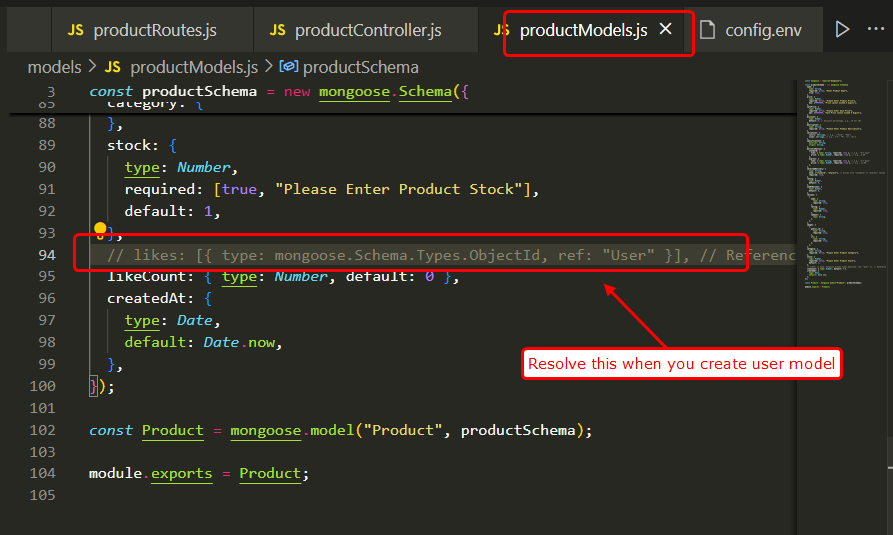 JS productRoutes.js JS productController.js JS productModels.js × config.env ···
models > JS productModels.js > productSchema
3 const productSchema = new mongoose.Schema({
85 category: {
88 },
89 stock: {
90 type: Number,
91 required: [true, "Please Enter Product Stock"],
92 default: 1,
93 },
94 // likes: [{ type: mongoose.Schema.Types.ObjectId, ref: "User" }], // Referenc
95 likeCount: { type: Number, default: 0 },
96 createdAt: {
97 type: Date,
98 default: Date.now,
99 },
Resolve this when you create user model
100 });
101
102 const Product = mongoose.model("Product", productSchema);
103
104 module.exports = Product;
105